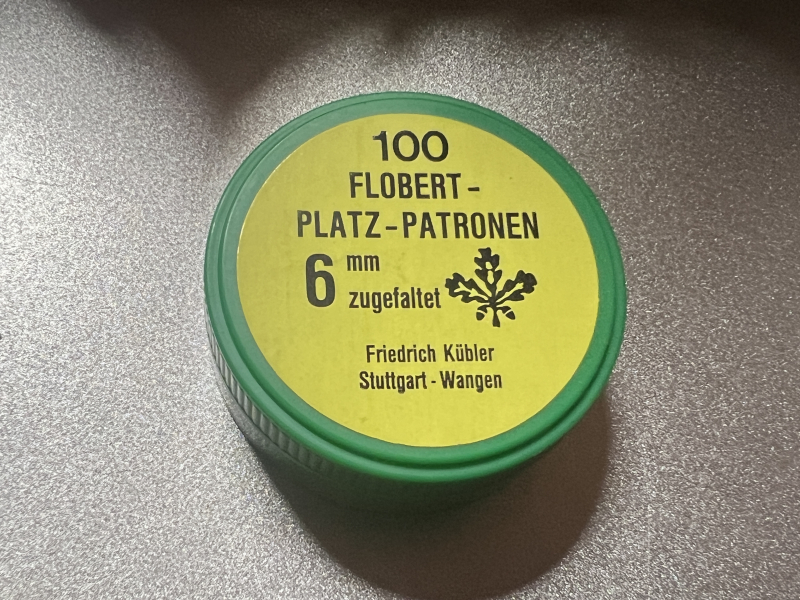 100
FLOBERT-
PLATZ-PATRONEN
6 mm
zugefaltet
Friedrich Kübler
Stuttgart-Wangen